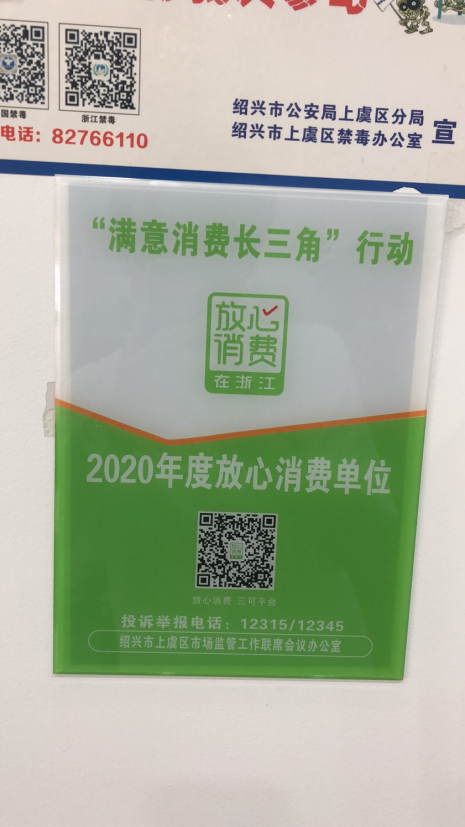 国禁毒
浙江禁毒
电话：82766110
绍兴市公安局上虞区分局
绍兴市上虞区禁毒办公室 宣
“满意消费长三角”行动
放心
消费
在浙江
2020年度放心消费单位
放心消费 三可平台
投诉举报电话：12315/12345
绍兴市上虞区市场监管工作联席会议办公室